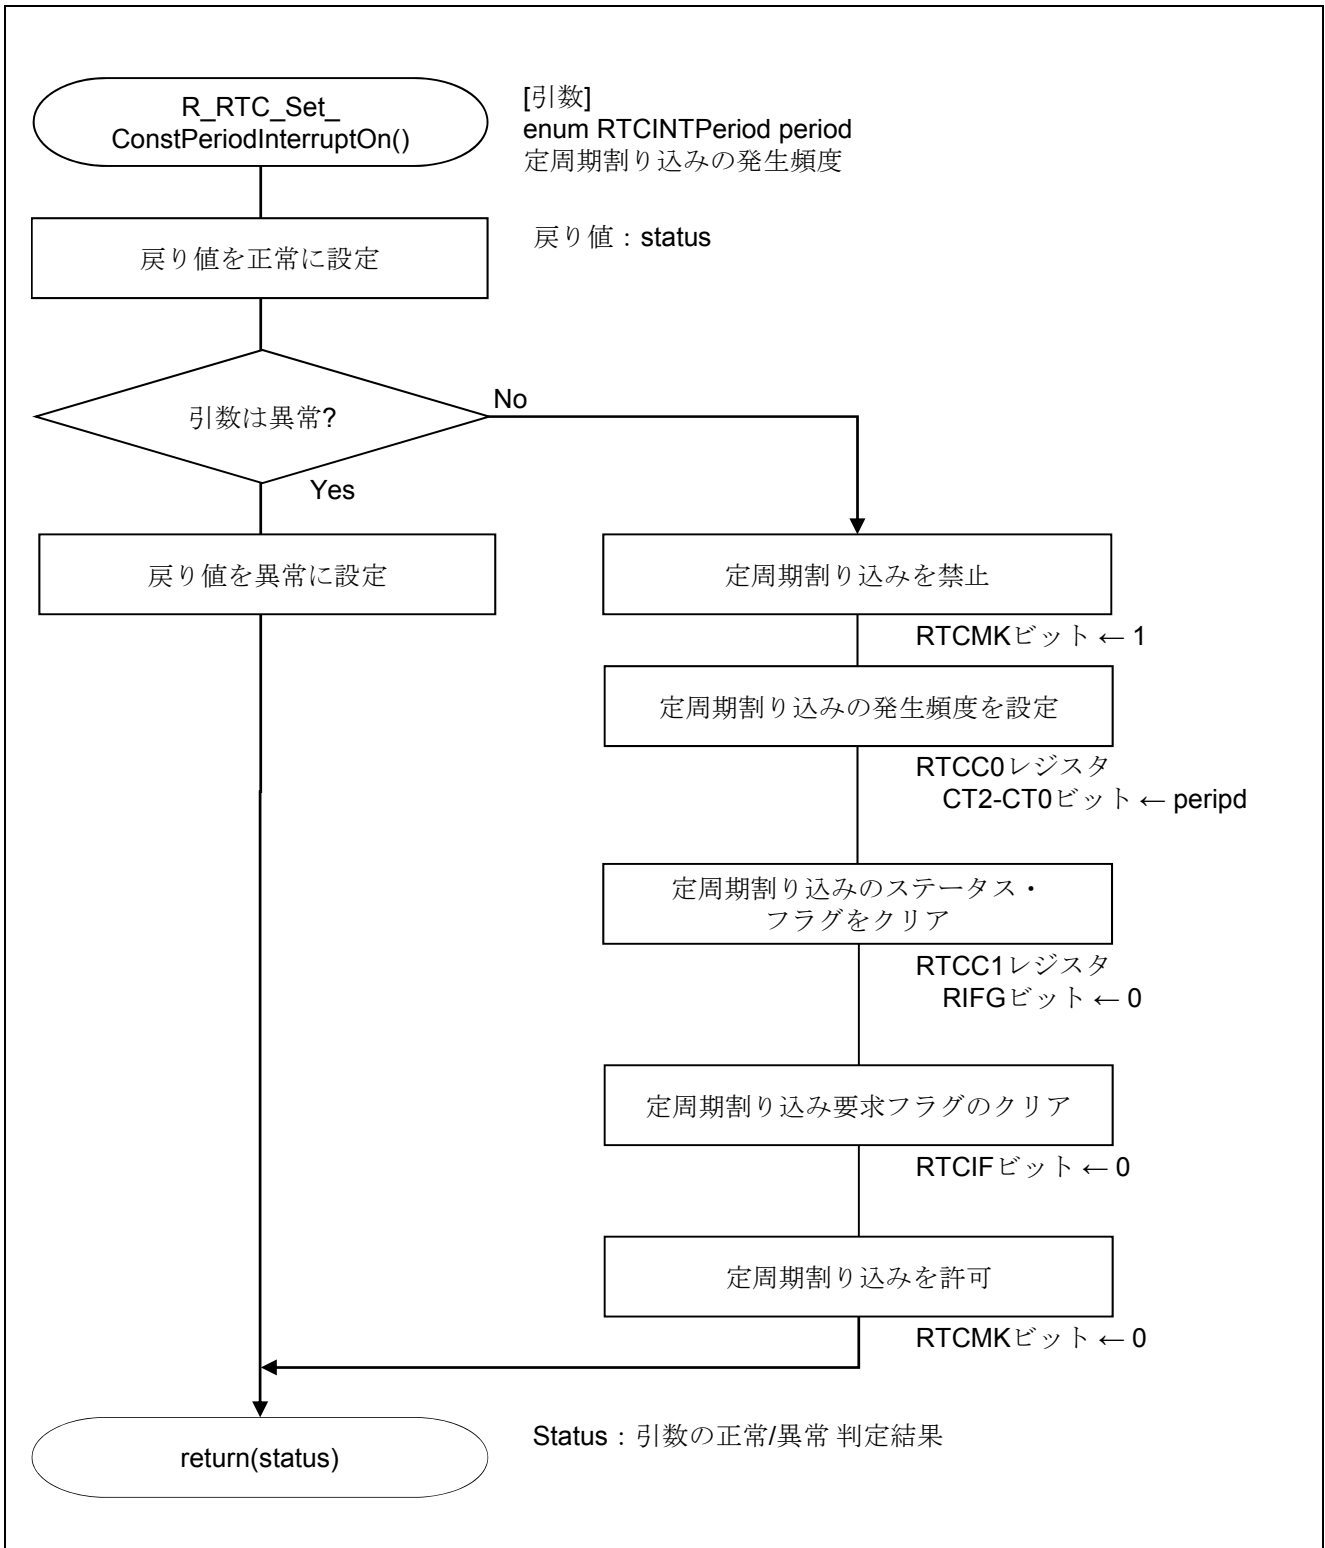 R_RTC_Set_
ConstPeriodInterruptOn()
[引数]
enum RTCINTPeriod period
定周期割り込みの発生頻度
戻り値を正常に設定
戻り値：status
引数は異常?
No
Yes
戻り値を異常に設定
定周期割り込みを禁止
RTCMKビット ← 1
定周期割り込みの発生頻度を設定
RTCC0レジスタ
CT2-CT0ビット ← peripd
定周期割り込みのステータス・
フラグをクリア
RTCC1レジスタ
RIFGビット ← 0
定周期割り込み要求フラグのクリア
RTCIFビット ← 0
定周期割り込みを許可
RTCMKビット ← 0
return(status)
Status：引数の正常/異常 判定結果